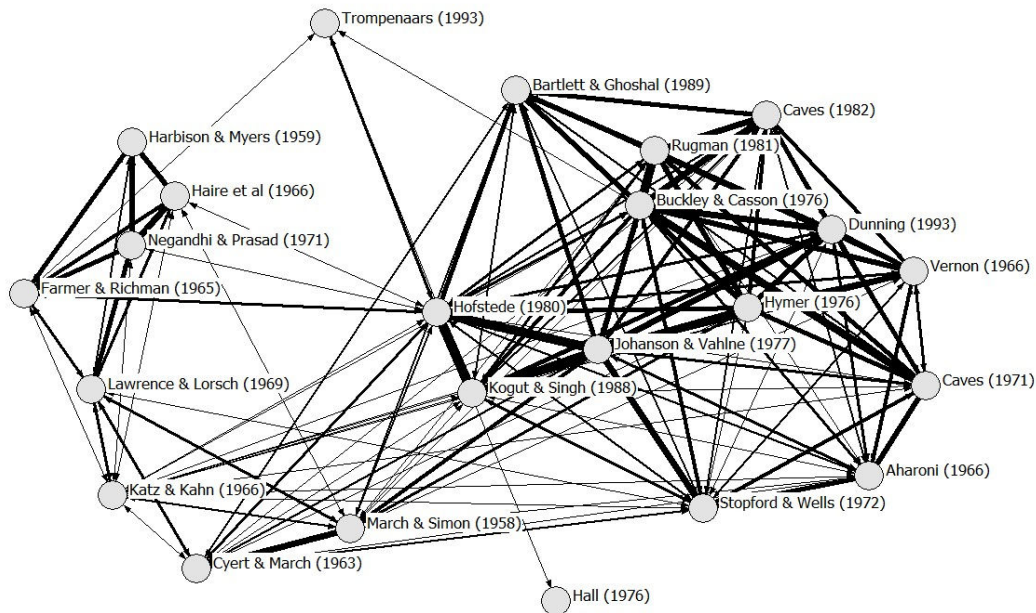 Trompenaars (1993)
Bartlett & Ghoshal (1989)
Caves (1982)
Harbison & Myers (1959)
Rugman (1981)
Haire et al (1966)
Buckley & Casson (1976)
Dunning (1993)
Negandhi & Prasad (1971)
Vernon (1966)
Farmer & Richman (1965)
Hofstede (1980)
Hymer (1976)
Johanson & Vahlne (1977)
Lawrence & Lorsch (1969)
Kogut & Singh (1988)
Caves (1971)
Aharoni (1966)
Katz & Kahn (1966)
Stopford & Wells (1972)
March & Simon (1958)
Cyert & March (1963)
Hall (1976)